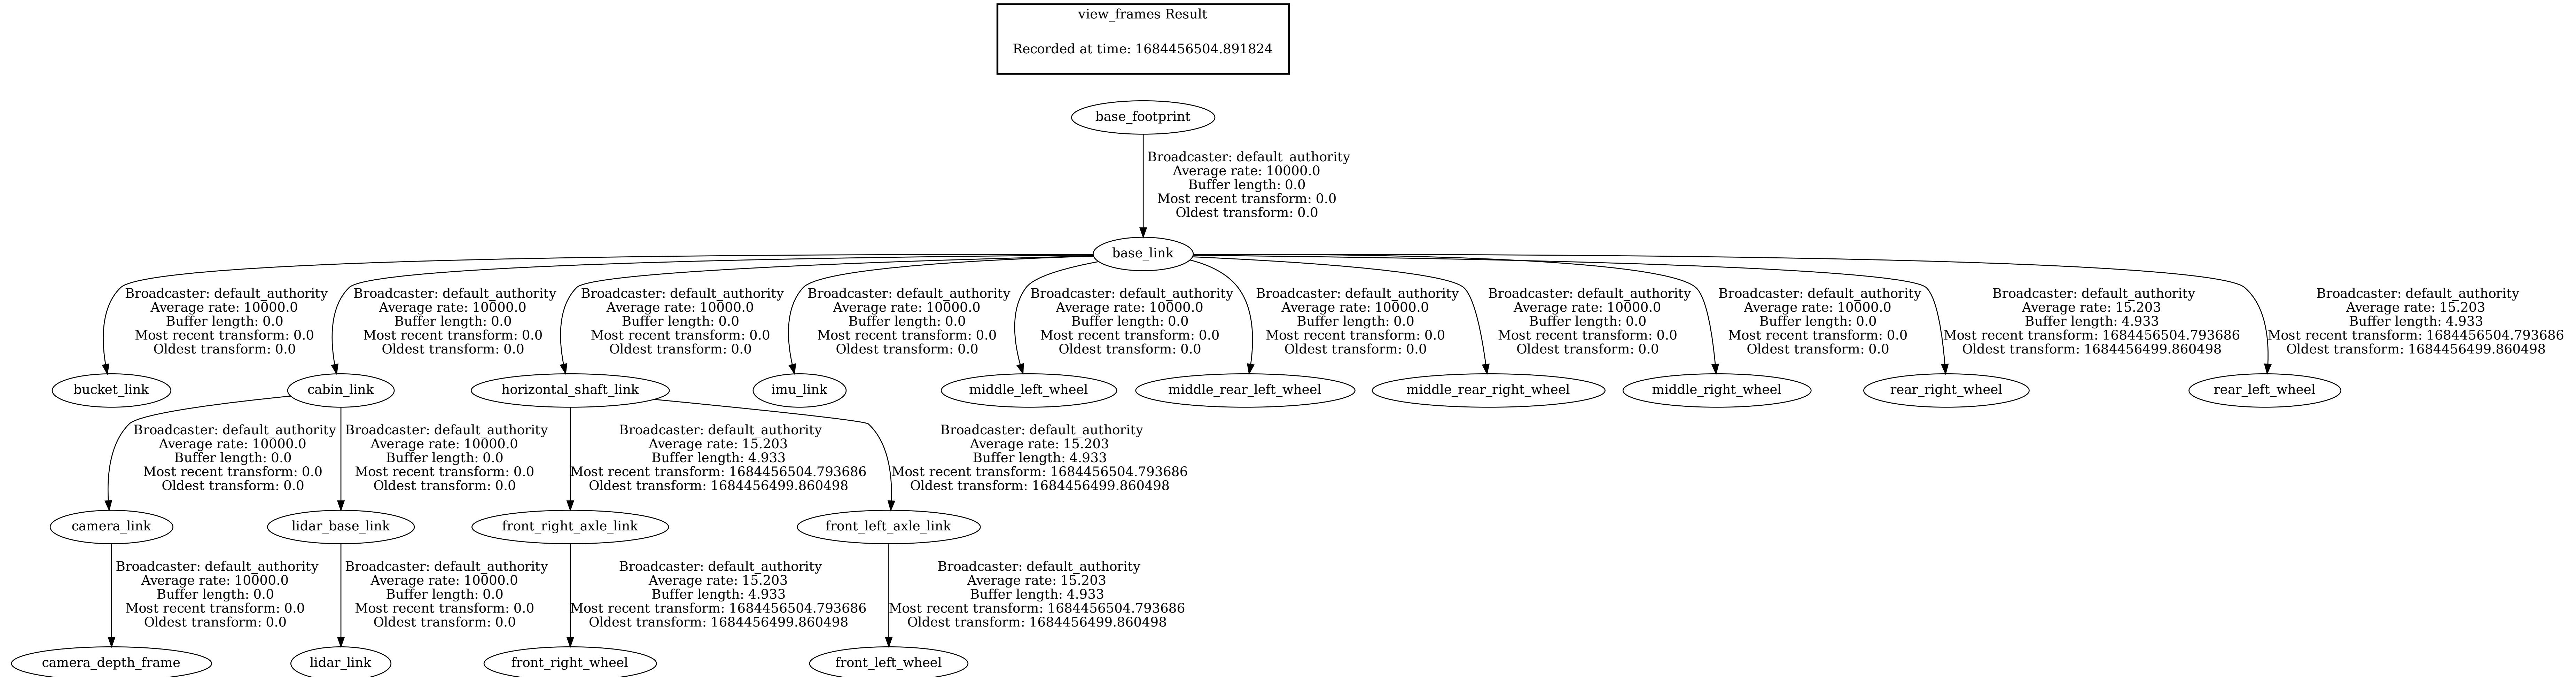 view_frames Result
Recorded at time: 1684456504.891824
base_footprint
Broadcaster: default_authority
Average rate: 10000.0
Buffer length: 0.0
Most recent transform: 0.0
Oldest transform: 0.0
base_link
Broadcaster: default_authority
Average rate: 10000.0
Buffer length: 0.0
Most recent transform: 0.0
Oldest transform: 0.0
Broadcaster: default_authority
Average rate: 10000.0
Buffer length: 0.0
Most recent transform: 0.0
Oldest transform: 0.0
Broadcaster: default_authority
Average rate: 10000.0
Buffer length: 0.0
Most recent transform: 0.0
Oldest transform: 0.0
Broadcaster: default_authority
Average rate: 10000.0
Buffer length: 0.0
Most recent transform: 0.0
Oldest transform: 0.0
Broadcaster: default_authority
Average rate: 10000.0
Buffer length: 0.0
Most recent transform: 0.0
Oldest transform: 0.0
Broadcaster: default_authority
Average rate: 10000.0
Buffer length: 0.0
Most recent transform: 0.0
Oldest transform: 0.0
Broadcaster: default_authority
Average rate: 10000.0
Buffer length: 0.0
Most recent transform: 0.0
Oldest transform: 0.0
Broadcaster: default_authority
Average rate: 10000.0
Buffer length: 0.0
Most recent transform: 0.0
Oldest transform: 0.0
Broadcaster: default_authority
Average rate: 15.203
Buffer length: 4.933
Most recent transform: 1684456504.793686
Oldest transform: 1684456499.860498
Broadcaster: default_authority
Average rate: 15.203
Buffer length: 4.933
Most recent transform: 1684456504.793686
Oldest transform: 1684456499.860498
bucket_link
cabin_link
horizontal_shaft_link
imu_link
middle_left_wheel
middle_rear_left_wheel
middle_rear_right_wheel
middle_right_wheel
rear_right_wheel
rear_left_wheel
Broadcaster: default_authority
Average rate: 10000.0
Buffer length: 0.0
Most recent transform: 0.0
Oldest transform: 0.0
Broadcaster: default_authority
Average rate: 10000.0
Buffer length: 0.0
Most recent transform: 0.0
Oldest transform: 0.0
Broadcaster: default_authority
Average rate: 15.203
Buffer length: 4.933
Most recent transform: 1684456504.793686
Oldest transform: 1684456499.860498
Broadcaster: default_authority
Average rate: 15.203
Buffer length: 4.933
Most recent transform: 1684456504.793686
Oldest transform: 1684456499.860498
camera_link
lidar_base_link
front_right_axle_link
front_left_axle_link
Broadcaster: default_authority
Average rate: 10000.0
Buffer length: 0.0
Most recent transform: 0.0
Oldest transform: 0.0
Broadcaster: default_authority
Average rate: 10000.0
Buffer length: 0.0
Most recent transform: 0.0
Oldest transform: 0.0
Broadcaster: default_authority
Average rate: 15.203
Buffer length: 4.933
Most recent transform: 1684456504.793686
Oldest transform: 1684456499.860498
Broadcaster: default_authority
Average rate: 15.203
Buffer length: 4.933
Most recent transform: 1684456504.793686
Oldest transform: 1684456499.860498
camera_depth_frame
lidar_link
front_right_wheel
front_left_wheel